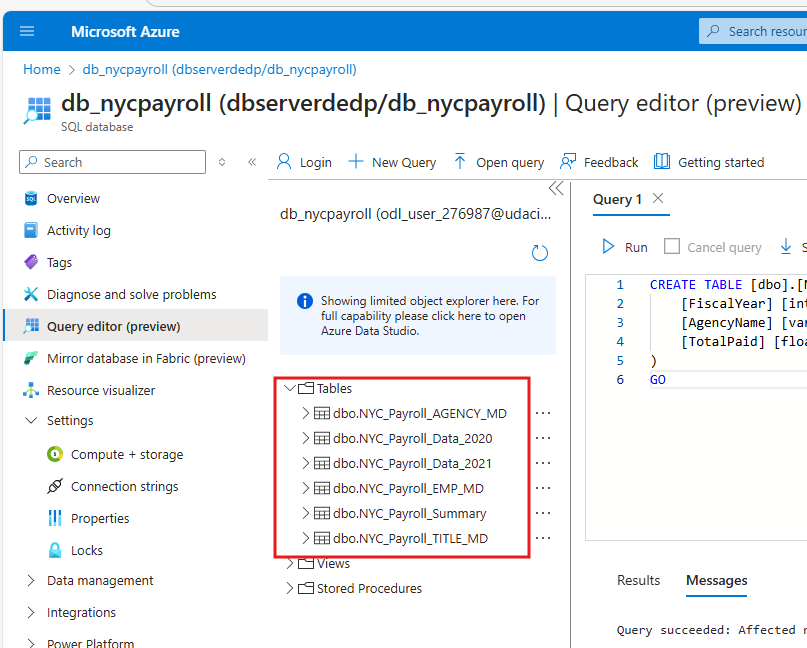 Microsoft Azure
Search resour
Home > db_nycpayroll (dbserverdedp/db_nycpayroll)
db_nycpayroll (dbserverdedp/db_nycpayroll) | Query editor (preview)
SQL database
Search
Login
New Query
Open query
Feedback
Getting started
Overview
Activity log
Tags
Diagnose and solve problems
Query editor (preview)
Mirror database in Fabric (preview)
Resource visualizer
Settings
Compute + storage
Connection strings
Properties
Locks
Data management
Integrations
Power Platform
db_nycpayroll (odl_user_276987@udaci...
Showing limited object explorer here. For
full capability please click here to open
Azure Data Studio.
Tables
dbo.NYC_Payroll_AGENCY_MD
dbo.NYC_Payroll_Data_2020
dbo.NYC_Payroll_Data_2021
dbo.NYC_Payroll_EMP_MD
dbo.NYC_Payroll_Summary
dbo.NYC_Payroll_TITLE_MD
Views
Stored Procedures
Query 1
Run
Cancel query
S
1 CREATE TABLE [dbo].[N
2 [FiscalYear] [int
3 [AgencyName] [var
4 [TotalPaid] [floa
5 )
6 GO
Results
Messages
Query succeeded: Affected r